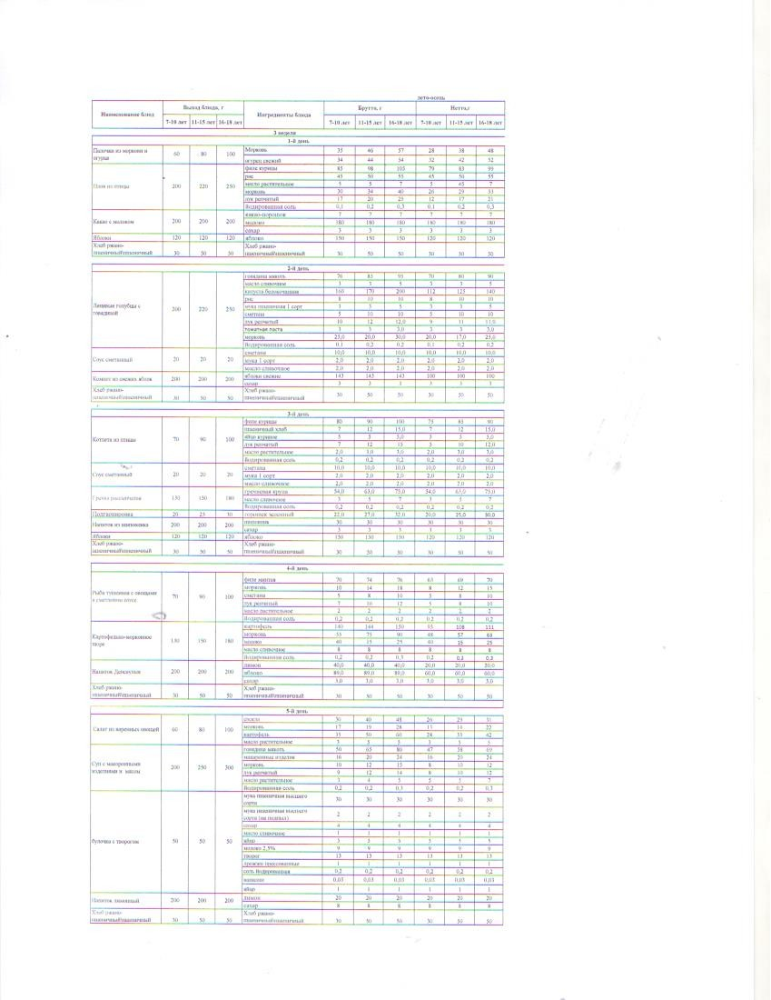 лето-осень
Наименование блюд Выход блюда, г Ингредиенты блюда Брутто, г Нетто,г
7-10 лет 11-15 лет 16-18 лет 7-10 лет 11-15 лет 16-18 лет 7-10 лет 11-15 лет 16-18 лет
3 неделя
1-й день
Палочки из моркови и огурца 60 80 100 Морковь 35 46 57 28 38 48
огурец свежий 34 44 54 32 42 52
Плов из птицы 200 220 250 филе курицы 85 98 105 79 83 99
рис 45 50 55 45 50 55
масло растительное 5 5 7 5 45 7
морковь 30 34 40 26 29 33
лук репчатый 17 20 25 12 17 21
йодированная соль 0,1 0,2 0,3 0,1 0,2 0,3
Какао с молоком 200 200 200 какао-порошок 7 7 7 7 7 7
молоко 180 180 180 180 180 180
сахар 3 3 3 3 3 3
Яблоки 120 120 120 яблоко 150 150 150 120 120 120
Хлеб ржано-пшеничный\пшеничный 30 50 50 Хлеб ржано-пшеничный\пшеничный 30 50 50 30 50 50
2-й день
Ленивые голубцы с говядиной 200 220 250 говядина мякоть 76 85 95 70 80 90
масло сливочное 3 3 5 3 3 5
капуста белокочанная 160 170 200 112 125 140
рис 8 10 10 8 10 10
мука пшеничная 1 сорт 3 3 5 3 3 5
сметана 5 10 10 5 10 10
лук репчатый 10 12 12,0 9 11 11,0
томатная паста 3 3 3,0 3 3 3,0
морковь 25,0 20,0 30,0 20,0 17,0 25,0
йодированная соль 0,1 0,2 0,2 0,1 0,2 0,2
Соус сметанный 20 20 20 сметана 10,0 10,0 10,0 10,0 10,0 10,0
мука 1 сорт 2,0 2,0 2,0 2,0 2,0 2,0
масло сливочное 2,0 2,0 2,0 2,0 2,0 2,0
Компот из свежих яблок 200 200 200 яблоки свежие 143 143 143 100 100 100
сахар 3 3 3 3 3 3
Хлеб ржано-пшеничный\пшеничный 30 50 50 Хлеб ржано-пшеничный\пшеничный 30 50 50 30 50 50
3-й день
Котлета из птицы 70 90 100 филе курицы 80 90 100 75 85 90
пшеничный хлеб 7 12 15,0 7 12 15,0
яйцо куриное 5 5 5,0 5 5 5,0
лук репчатый 7 12 15 5 10 12,0
масло растительное 2,0 3,0 3,0 2,0 3,0 3,0
йодированная соль 0,2 0,2 0,2 0,2 0,2 0,2
Соус сметанный 20 20 20 сметана 10,0 10,0 10,0 10,0 10,0 10,0
мука 1 сорт 2,0 2,0 2,0 2,0 2,0 2,0
масло сливочное 2,0 2,0 2,0 2,0 2,0 2,0
Гречка рассыпчатая 130 150 180 гречневая крупа 54,0 63,0 75,0 54,0 63,0 75,0
масло сливочное 3 5 7 3 5 7
йодированная соль 0,2 0,2 0,2 0,2 0,2 0,2
Подгарнировка 20 25 30 горошек зеленный 22,0 27,0 32,0 20,0 25,0 30,0
Напиток из шиповника 200 200 200 шиповник 30 30 30 30 30 30
сахар 3 3 3 3 3 3
Яблоки 120 120 120 яблоко 150 150 150 120 120 120
Хлеб ржано-пшеничный\пшеничный 30 50 50 Хлеб ржано-пшеничный\пшеничный 30 50 50 30 50 50
4-й день
Рыба тушенная с овощами в сметанном соусе 70 90 100 филе минтая 70 74 76 63 69 70
морковь 10 14 18 8 12 15
сметана 5 8 10 5 8 10
лук репчатый 7 10 12 5 8 10
масло растительное 2 2 2 2 2 2
йодированная соль 0,2 0,2 0,2 0,2 0,2 0,2
Картофельно-морковное пюре 130 150 180 картофель 140 144 150 93 108 111
морковь 55 75 90 48 57 63
молоко 40 15 25 40 15 25
масло сливочное 8 8 8 8 8 8
йодированная соль 0,2 0,2 0,3 0,2 0,3 0,3
Напиток Денсаулык 200 200 200 лимон 40,0 40,0 40,0 20,0 20,0 20,0
яблоко 89,0 89,0 89,0 60,0 60,0 60,0
сахар 3,0 3,0 3,0 3,0 3,0 3,0
Хлеб ржано-пшеничный\пшеничный 30 50 50 Хлеб ржано-пшеничный\пшеничный 30 50 50 30 50 50
5-й день
Салат из варенных овощей 60 80 100 свекла 30 40 48 26 29 31
морковь 17 19 28 13 14 22
картофель 35 50 60 28 33 42
масло растительное 3 5 5 3 5 5
Суп с макаронными изделиями и мясом 200 250 300 говядина мякоть 50 65 80 47 58 69
макаронные изделия 16 20 24 16 20 24
морковь 10 12 15 8 10 12
лук репчатый 9 12 14 8 10 12
масло растительное 3 4 5 5 5 7
йодированная соль 0,2 0,2 0,3 0,2 0,2 0,3
булочка с творогом 50 50 50 мука пшеничная высшего сорта 30 30 30 30 30 30
мука пшеничная высшего сорта (на подпыл) 2 2 2 2 2 2
сахар 4 4 4 4 4 4
масло сливочное 1 1 1 1 1 1
яйцо 5 5 5 5 5 5
молоко 2,5% 9 9 9 9 9 9
творог 13 13 13 13 13 13
дрожжи прессованные 1 1 1 1 1 1
соль йодированная 0,2 0,2 0,2 0,2 0,2 0,2
ванилин 0,03 0,03 0,03 0,03 0,03 0,03
яйцо 1 1 1 1 1 1
Напиток лимонный 200 200 200 лимон 20 20 20 20 20 20
сахар 8 8 8 8 8 8
Хлеб ржано-пшеничный\пшеничный 30 50 50 Хлеб ржано-пшеничный\пшеничный 30 50 50 30 50 50